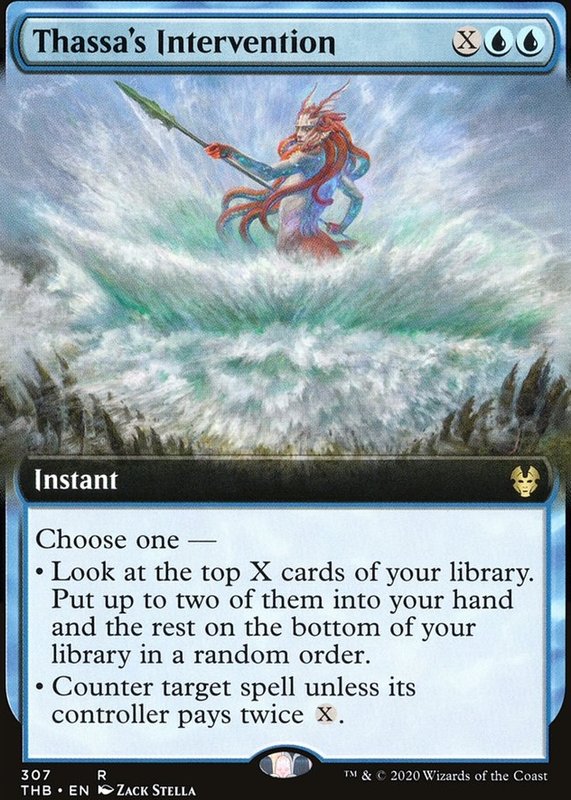 Thassa's Intervention X
Instant
Choose one —
• Look at the top X cards of your library.
Put up to two of them into your hand
and the rest on the bottom of your
library in a random order.
• Counter target spell unless its
controller pays twice X.
307 R
THB • EN Zack Stella
™ & © 2020 Wizards of the Coast